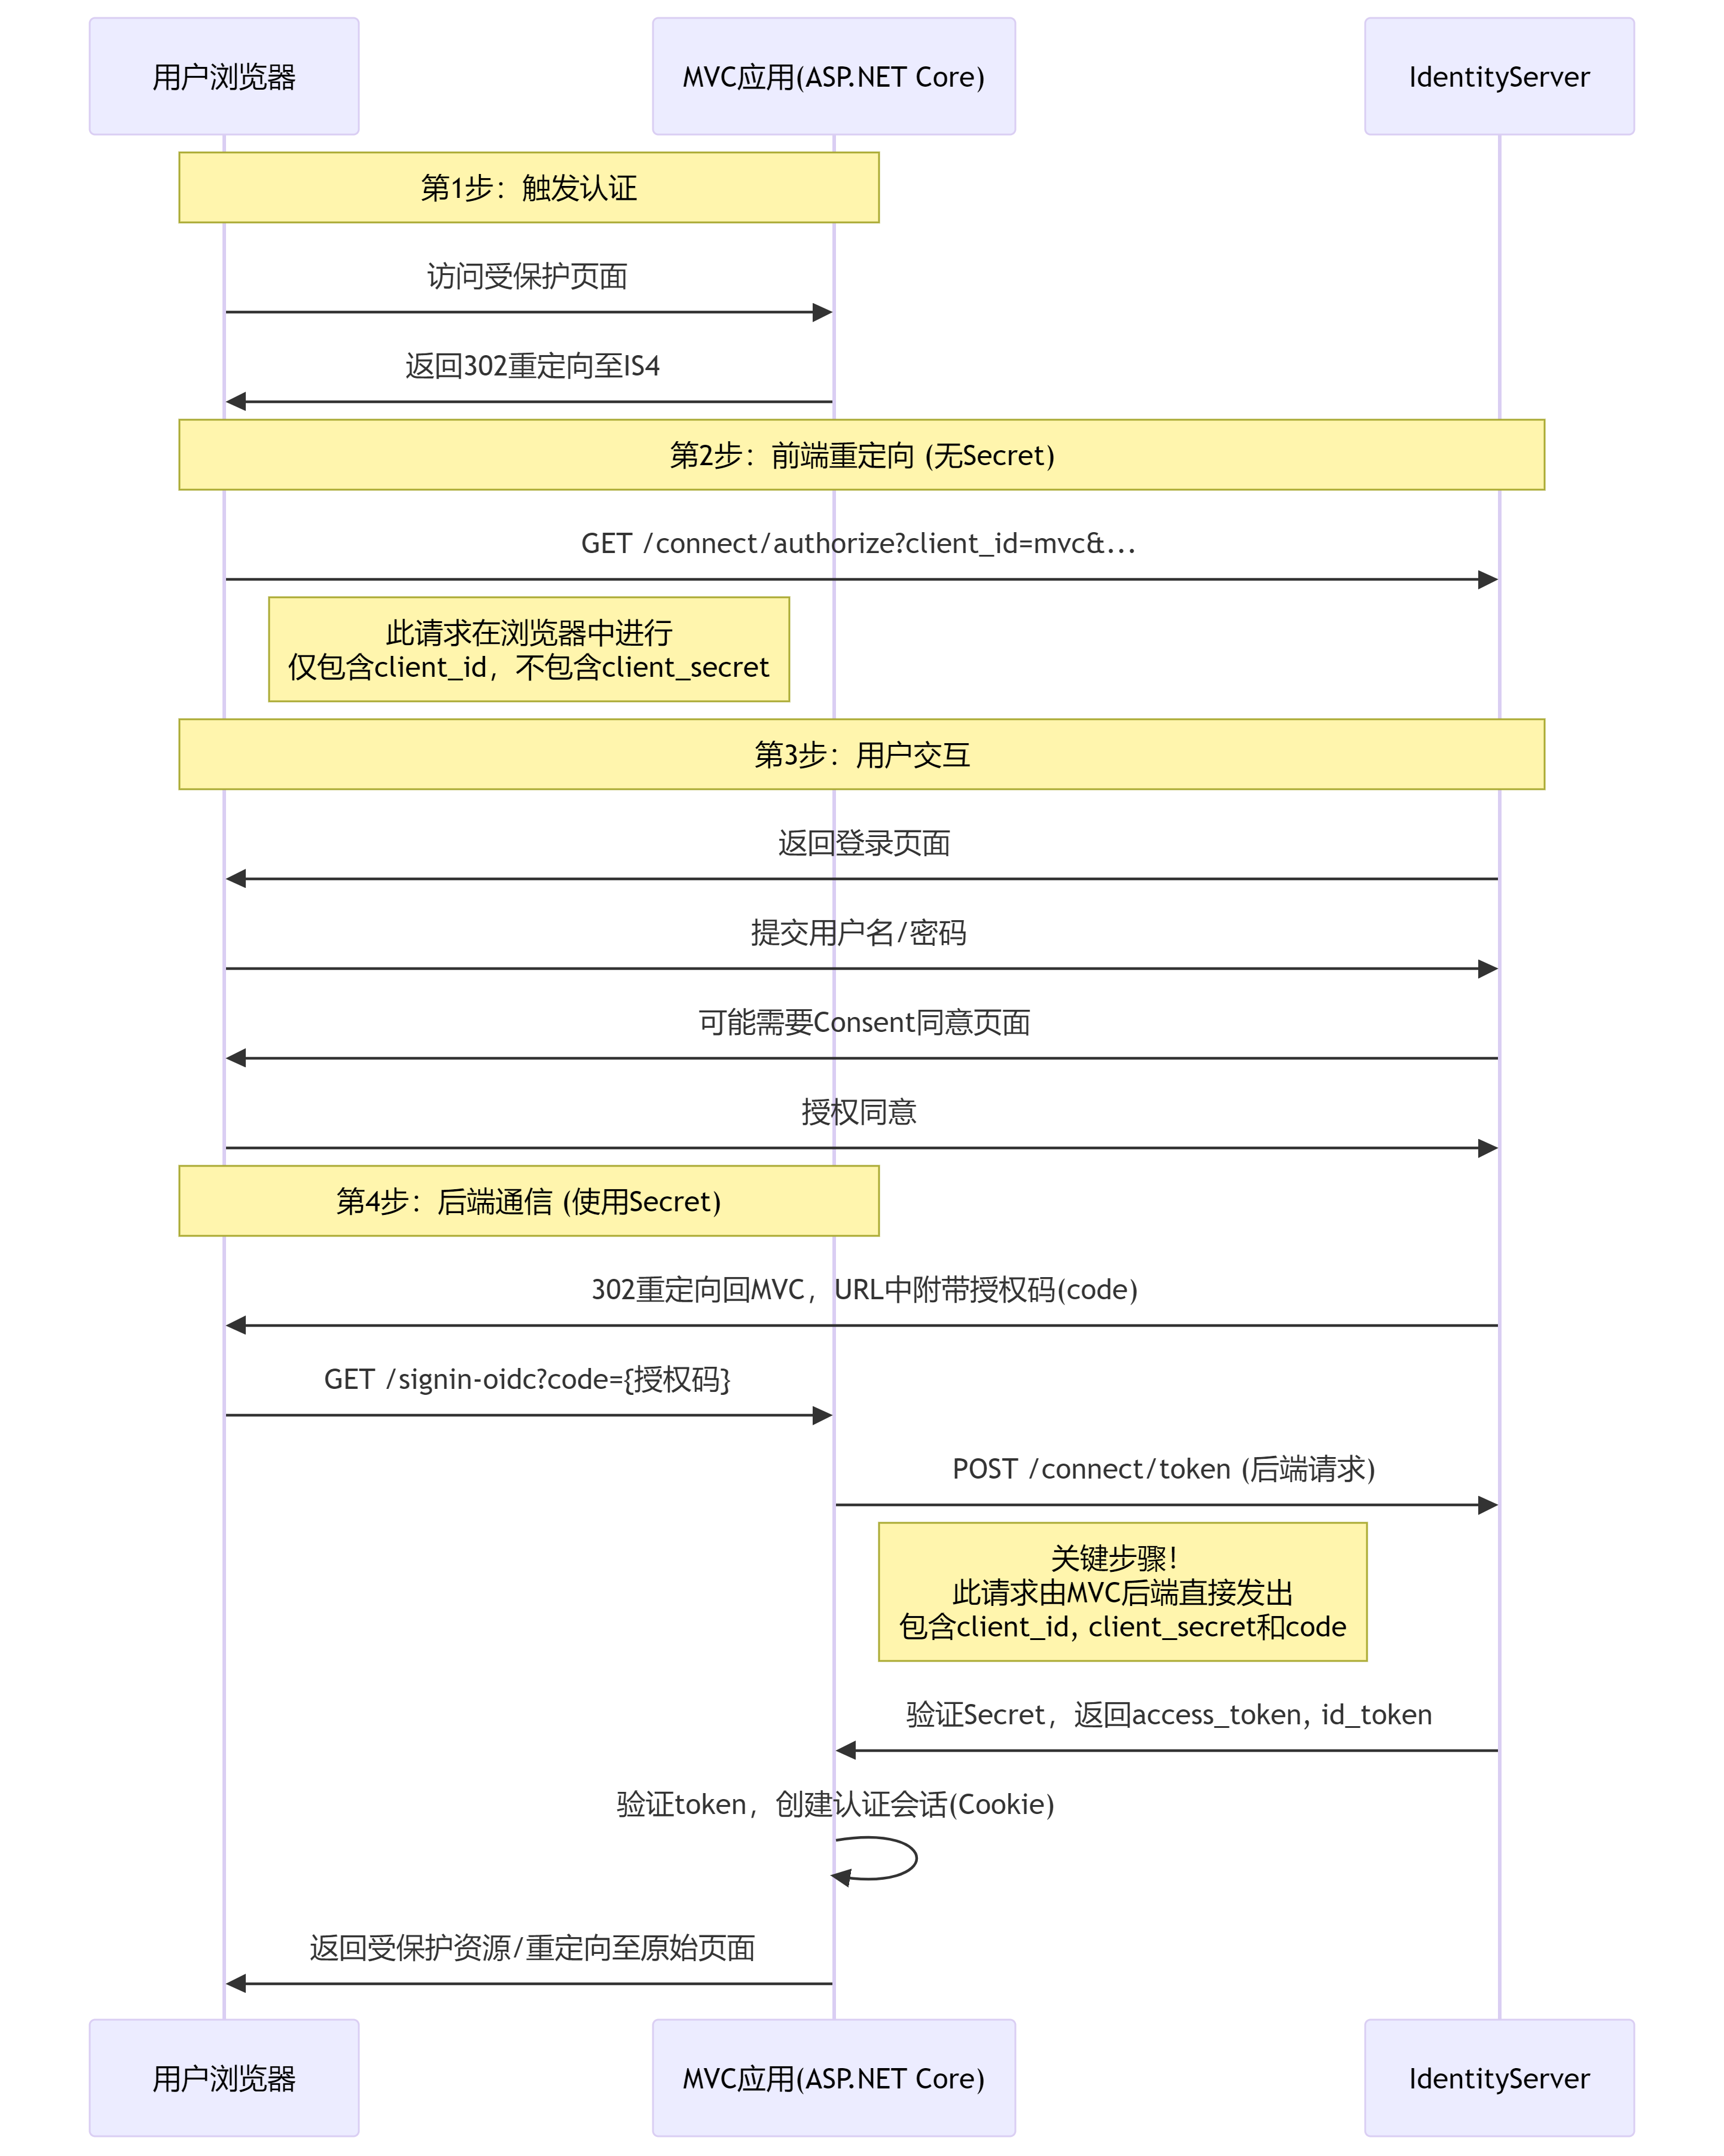 用户浏览器
MVC应用(ASP.NET Core)
IdentityServer
第1步：触发认证
访问受保护页面
返回302重定向至IS4
第2步：前端重定向 (无Secret)
GET /connect/authorize?client_id=mvc&...
此请求在浏览器中进行
仅包含client_id，不包含client_secret
第3步：用户交互
返回登录页面
提交用户名/密码
可能需要Consent同意页面
授权同意
第4步：后端通信 (使用Secret)
302重定向回MVC，URL中附带授权码(code)
GET /signin-oidc?code={授权码}
POST /connect/token (后端请求)
关键步骤！
此请求由MVC后端直接发出
包含client_id, client_secret和code
验证Secret，返回access_token, id_token
验证token，创建认证会话(Cookie)
返回受保护资源/重定向至原始页面
用户浏览器
MVC应用(ASP.NET Core)
IdentityServer